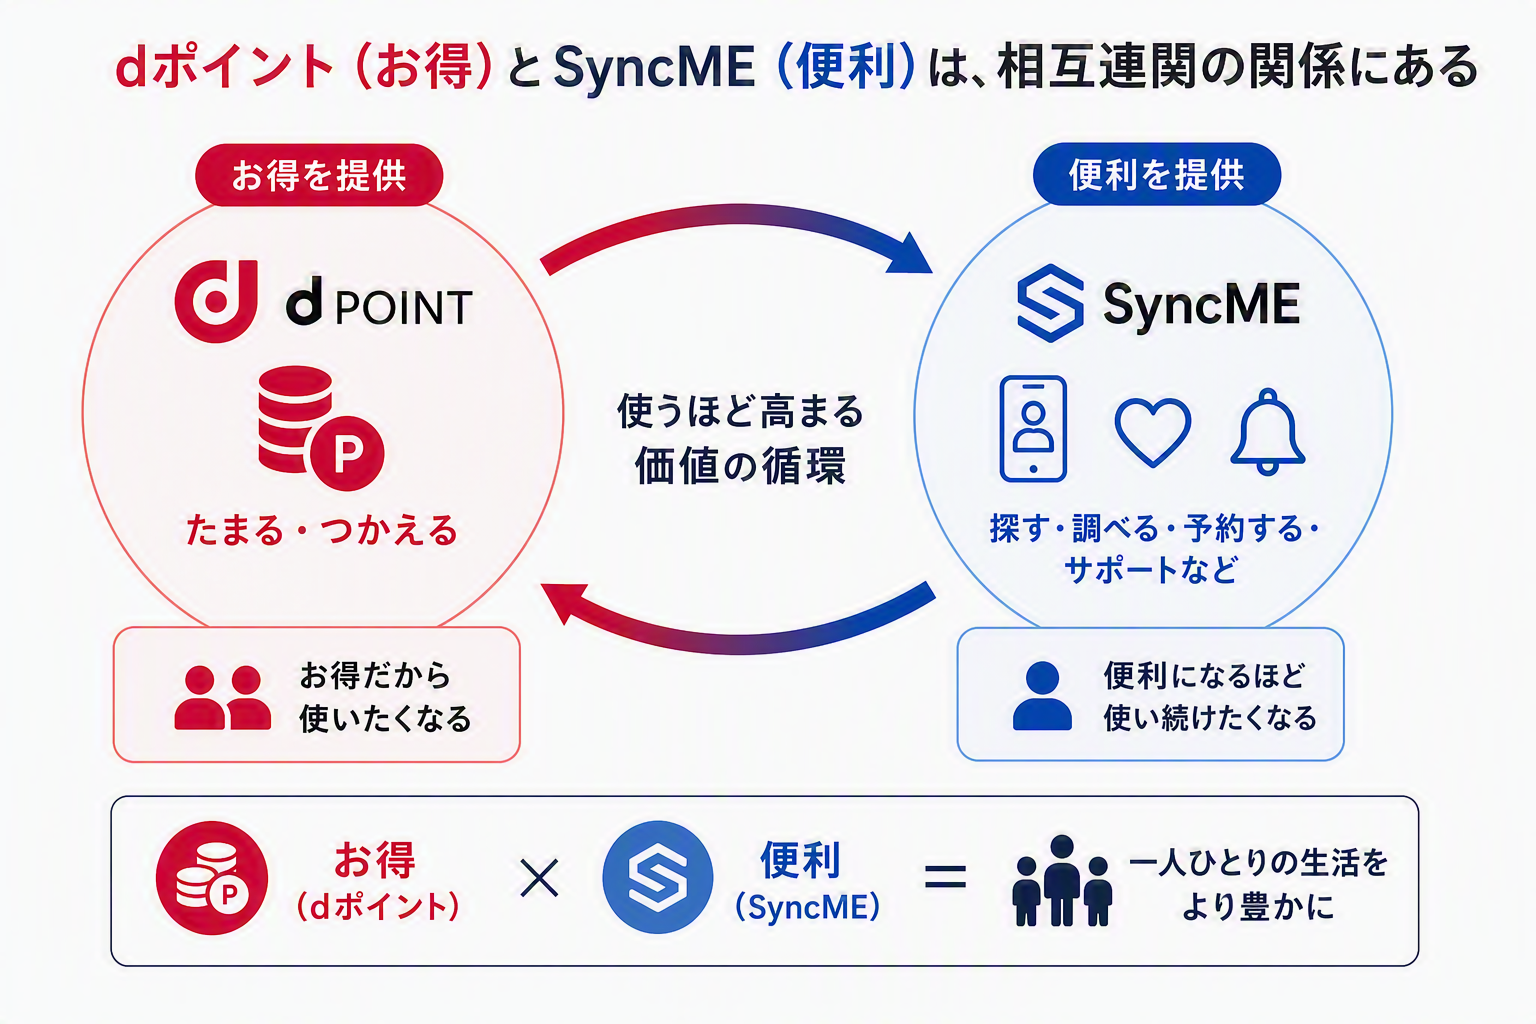 dポイント(お得)とSyncME(便利)は、相互連関の関係にある
お得を提供
d POINT
P
たまる・つかえる
お得だから
使いたくなる
使うほど高まる
価値の循環
便利を提供
SyncME
探す・調べる・予約する・
サポートなど
便利になるほど
使い続けたくなる
P
お得
(dポイント)
×
便利
(SyncME)
=
一人ひとりの生活を
より豊かに